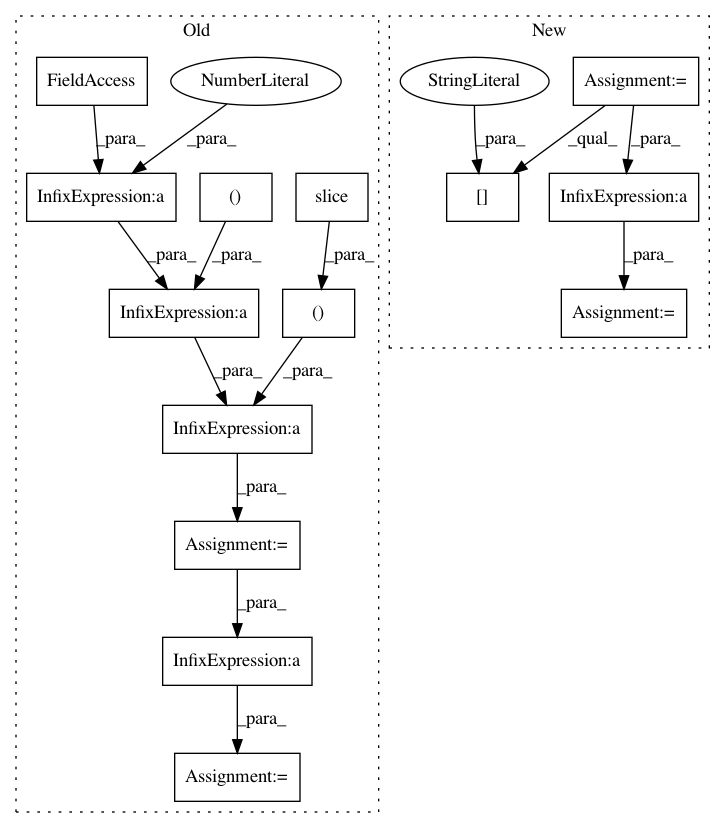 Old
New
FieldAccess
NumberLiteral
StringLiteral
Assignment:=
_para_
_para_
_para_
_qual_
_para_
InfixExpression:a
()
slice
[]
InfixExpression:a
_para_
_para_
_para_
_para_
InfixExpression:a
()
Assignment:=
_para_
_para_
InfixExpression:a
_para_
Assignment:=
_para_
InfixExpression:a
_para_
Assignment:=